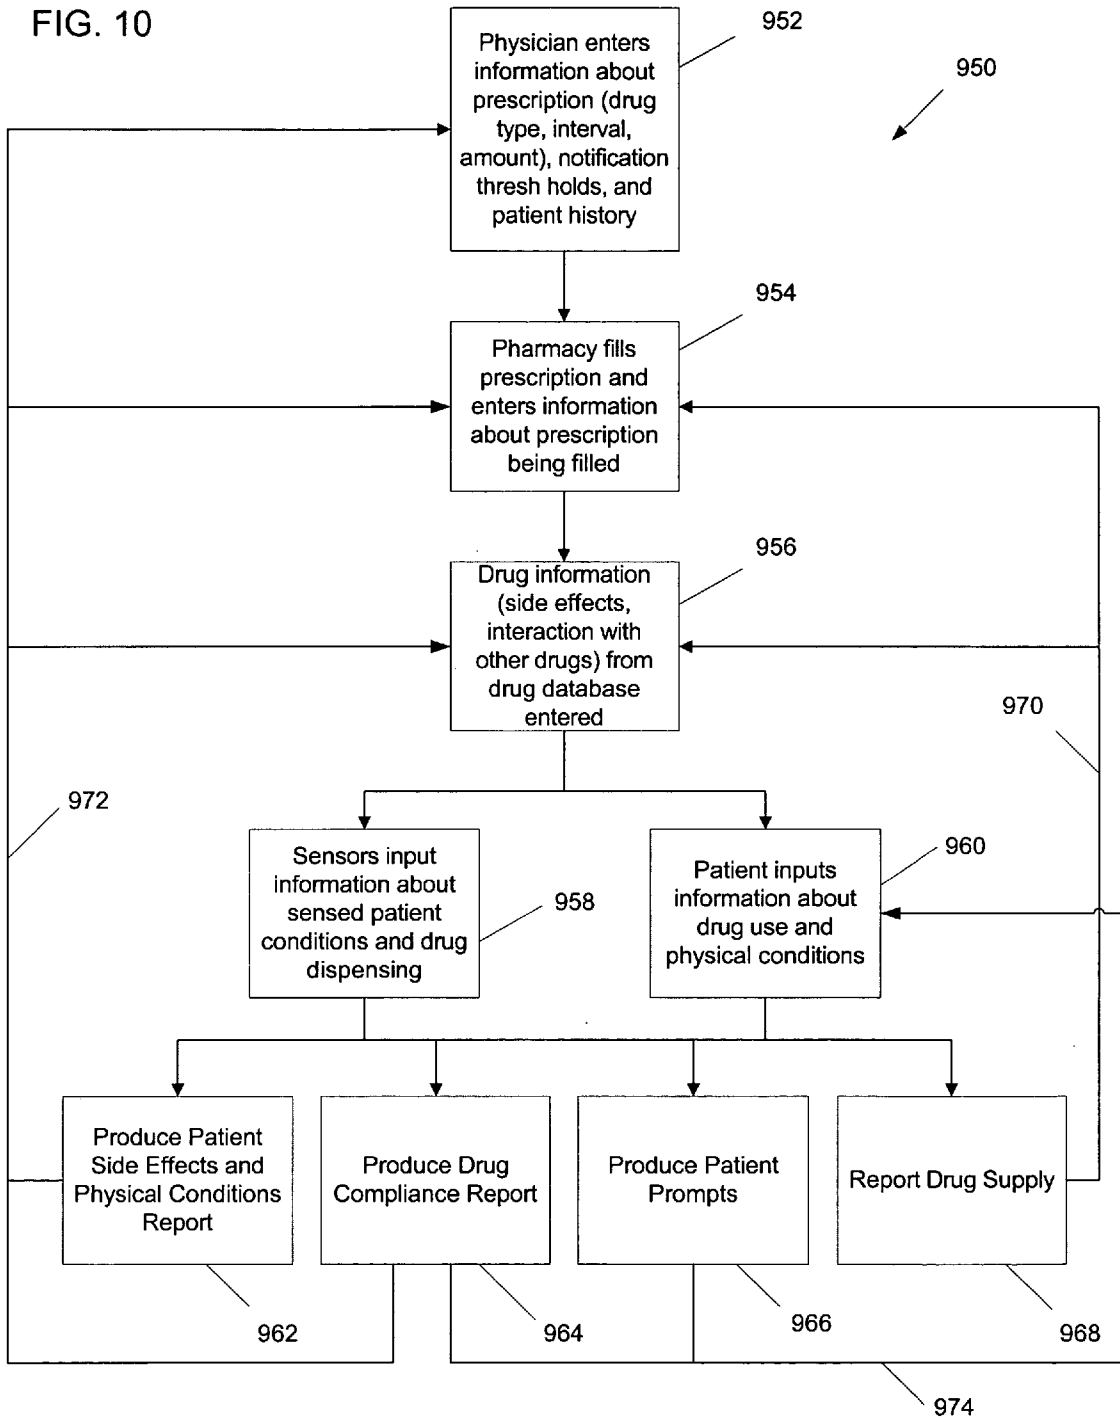 FIG. 10
Physician enters
information about
prescription (drug
type, interval,
amount), notification
thresh holds, and
patient history
952
950
Pharmacy fills
prescription and
enters information
about prescription
being filled
954
Drug information
(side effects,
interaction with
other drugs) from
drug database
entered
956
970
972
Sensors input
information about
sensed patient
conditions and drug
dispensing
958
Patient inputs
information about
drug use and
physical conditions
960
Produce Patient
Side Effects and
Physical Conditions
Report
Produce Drug
Compliance Report
Produce Patient
Prompts
Report Drug Supply
962
964
966
968
974